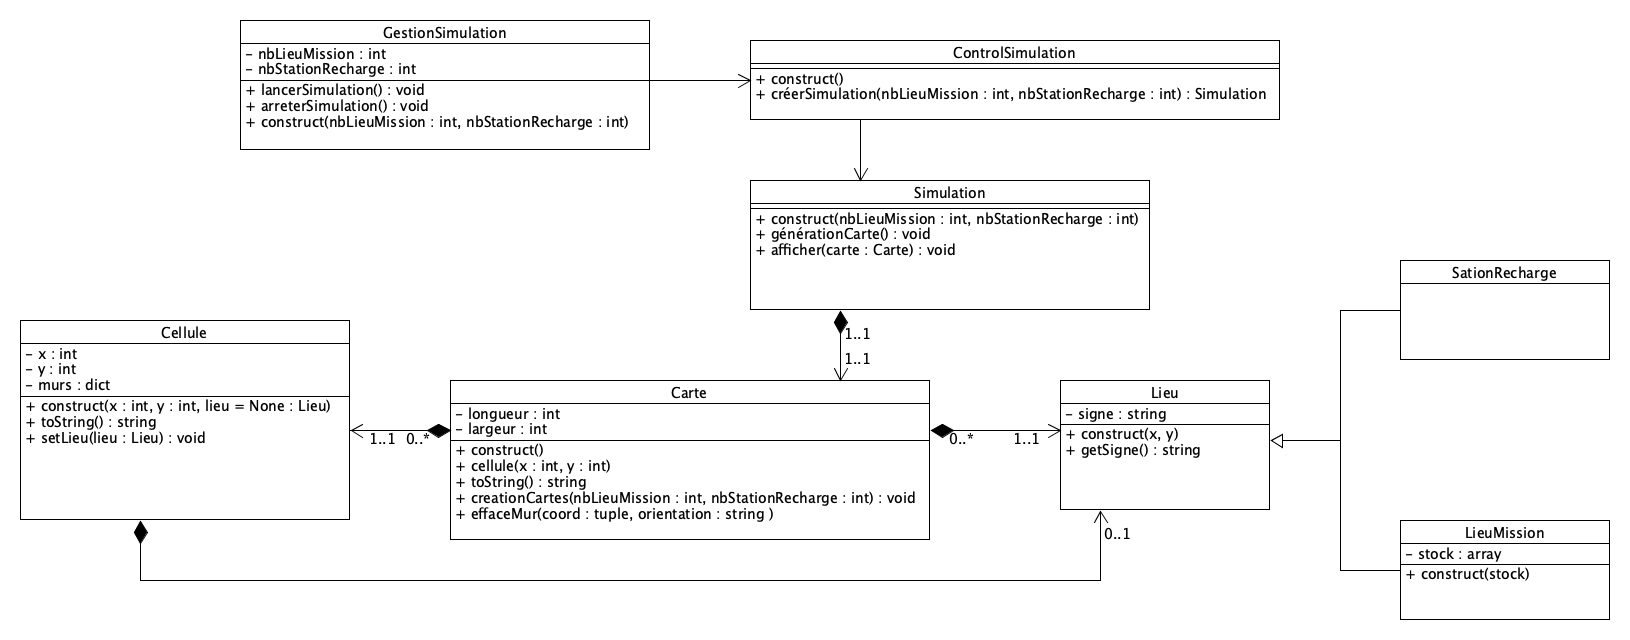 GestionSimulation
– nbLieuMission : int
– nbStationRecharge : int
+ lancerSimulation() : void
+ arreterSimulation() : void
+ construct(nbLieuMission : int, nbStationRecharge : int)
ControlSimulation
+ construct()
+ créerSimulation(nbLieuMission : int, nbStationRecharge : int) : Simulation
Simulation
+ construct(nbLieuMission : int, nbStationRecharge : int)
+ générationCarte() : void
+ afficher(carte : Carte) : void
1..1
1..1
Cellule
– x : int
– y : int
– murs : dict
+ construct(x : int, y : int, lieu = None : Lieu)
+ toString() : string
+ setLieu(lieu : Lieu) : void
1..1 0..*
Carte
– longueur : int
– largeur : int
+ construct()
+ cellule(x : int, y : int)
+ toString() : string
+ creationCartes(nbLieuMission : int, nbStationRecharge : int) : void
+ effaceMur(coord : tuple, orientation : string )
0..* 1..1
Lieu
– signe : string
+ construct(x, y)
+ getSigne() : string
0..1
SationRecharge
LieuMission
– stock : array
+ construct(stock)